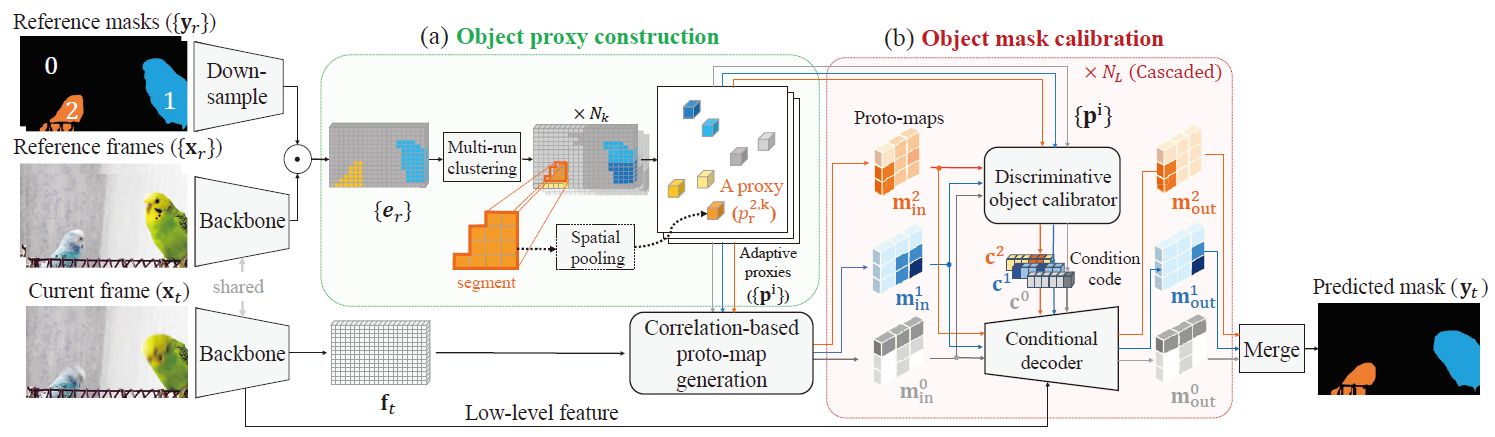 Reference masks ({y_r})
0
1
2
Down-
sample
Reference frames ({x_r})
Backbone
shared
Current frame (x_t)
Backbone
(a) Object proxy construction
{e_r}
Multi-run
clustering
× N_k
segment
Spatial
pooling
A proxy
(p_r^{2,k})
Adaptive
proxies
({p^i})
f_t
Low-level feature
Correlation-based
proto-map
generation
(b) Object mask calibration
× N_L (Cascaded)
{p^i}
Proto-maps
m_in^2
m_in^1
m_in^0
Discriminative
object calibrator
c^2
c^1
c^0
Condition
code
Conditional
decoder
m_out^2
m_out^1
m_out^0
Merge
Predicted mask (y_t)